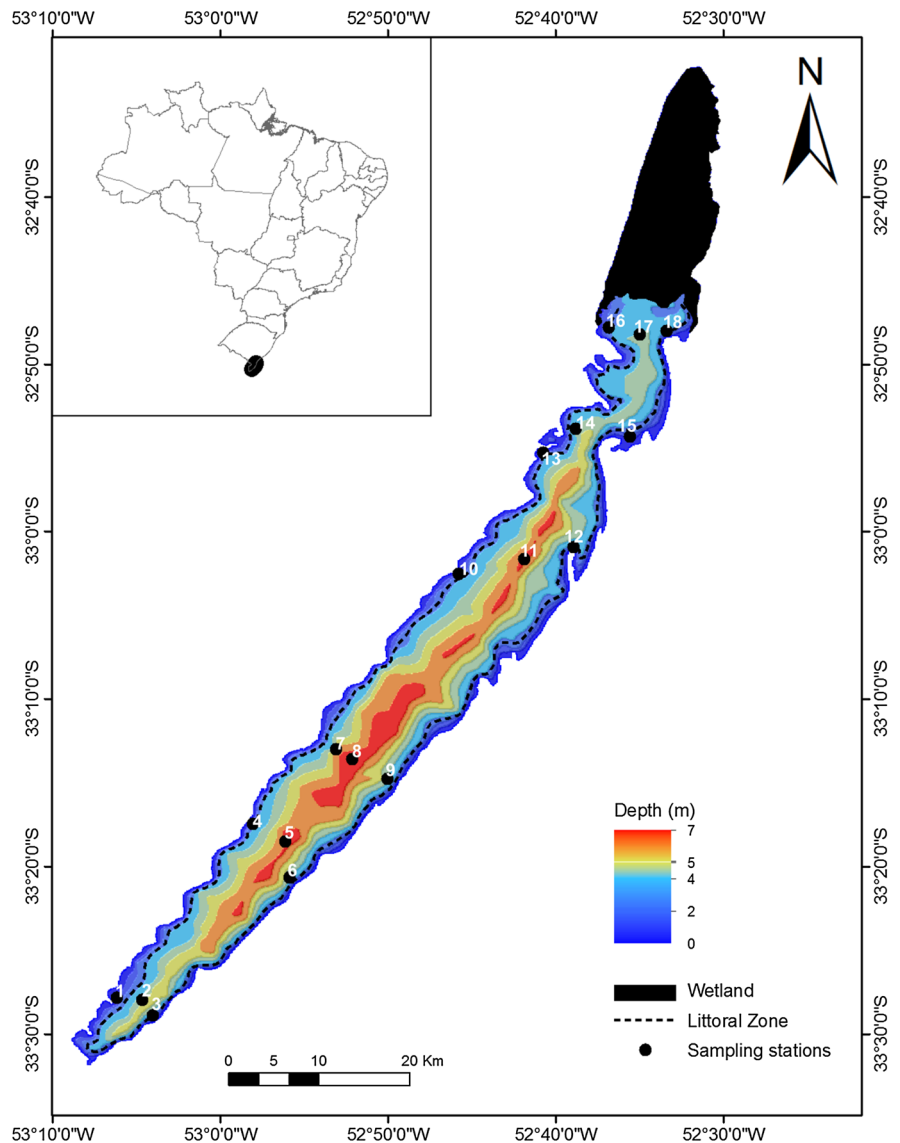 53°10'0"W 53°0'0"W 52°50'0"W 52°40'0"W 52°30'0"W
N
32°40'0"S 32°40'0"S
16 17 18
32°50'0"S 32°50'0"S
14 15
13
33°0'0"S 33°0'0"S
11 12
10
33°10'0"S 33°10'0"S
7 8
9
Depth (m)
4 5 7
6 5
33°20'0"S 4 33°20'0"S
2
0
1 2 Wetland
3 Littoral Zone
33°30'0"S 33°30'0"S
Sampling stations
0 5 10 20 Km
53°10'0"W 53°0'0"W 52°50'0"W 52°40'0"W 52°30'0"W